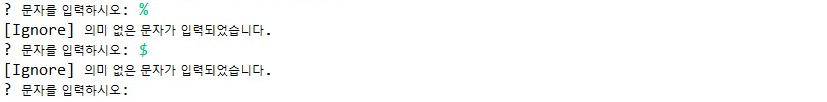 ? 문자를 입력하시오: %
[Ignore] 의미 없은 문자가 입력되었습니다.
? 문자를 입력하시오: $
[Ignore] 의미 없은 문자가 입력되었습니다.
? 문자를 입력하시오: